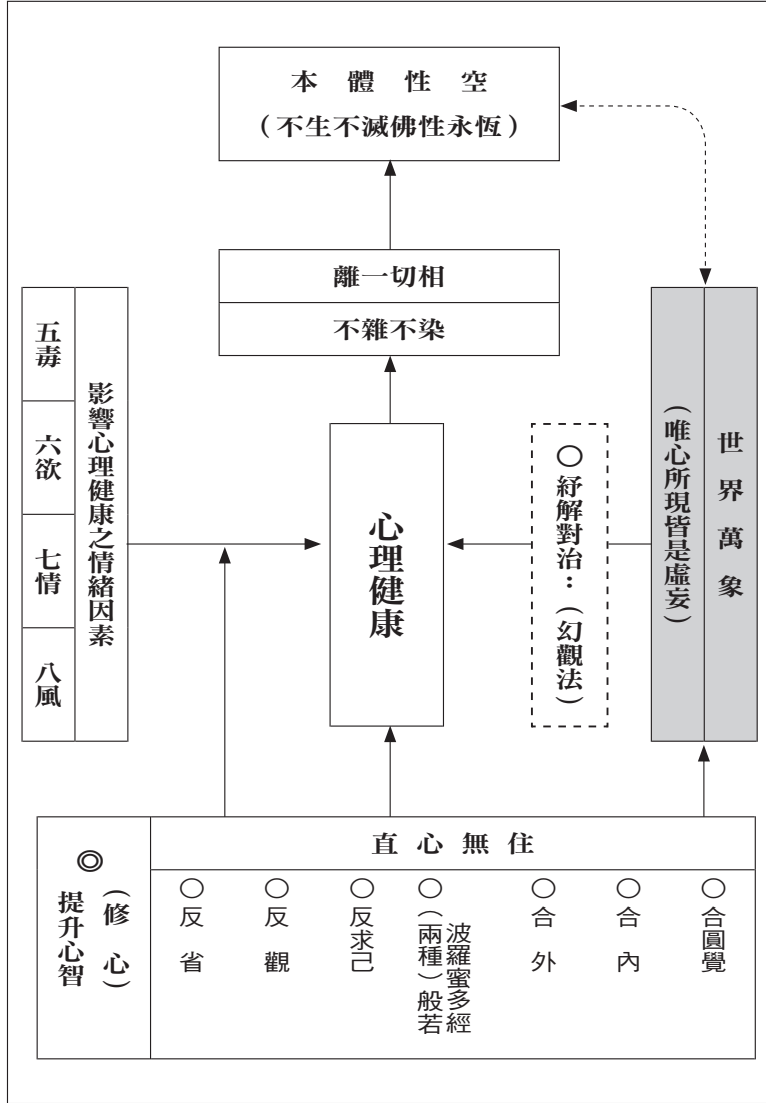 本體性空
（不生不滅佛性永恆）
離一切相
不雜不染
五毒
六欲
七情
八風
影響心理健康之情緒因素
心理健康
○紓解對治：（幻觀法）
世界萬象
（唯心所現皆是虛妄）
◎（修心）
提升心智
直心無住
○反省
○反觀
○反求己
○（兩種）般若
波羅蜜多經
○合外
○合內
○合圓覺